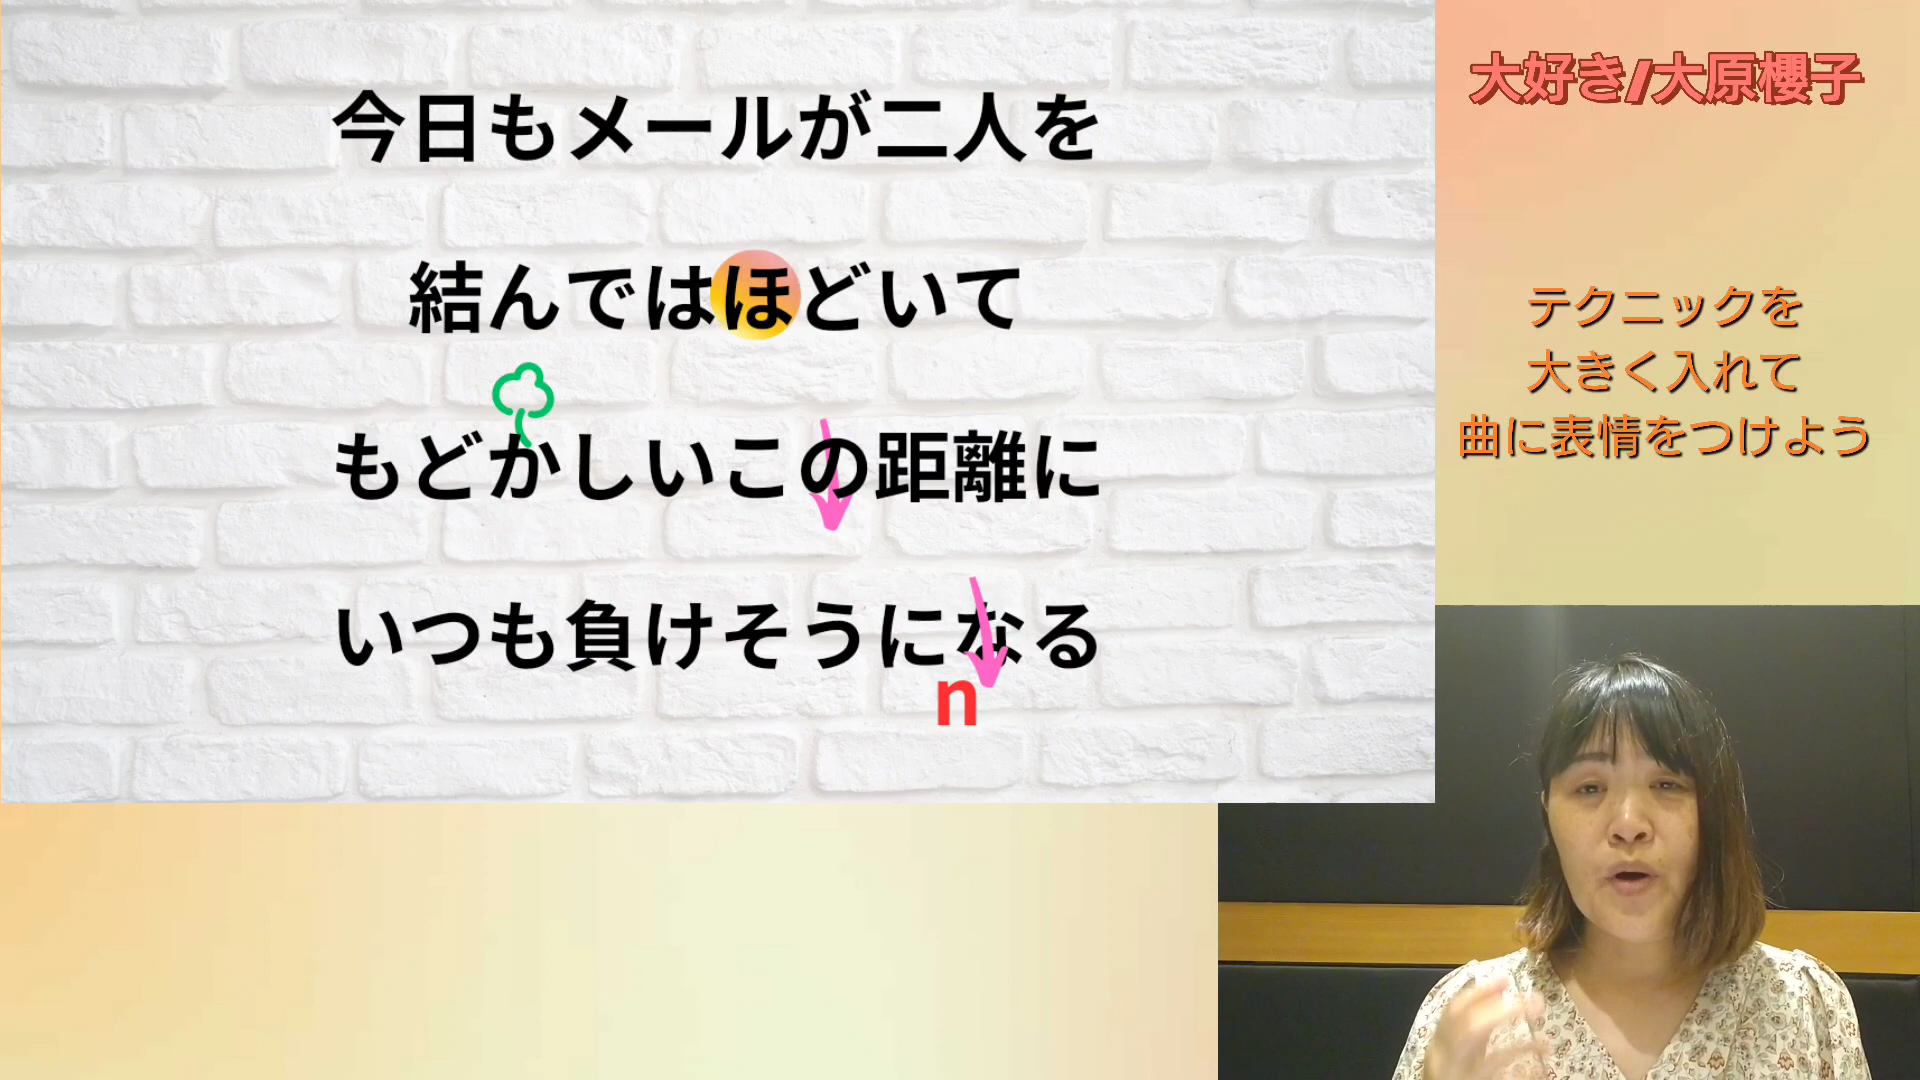 今日もメールが二人を
結んではほどいて
もどかしいこの距離に
いつも負けそうになる
n
大好き/大原櫻子
テクニックを
大きく入れて
曲に表情をつけよう